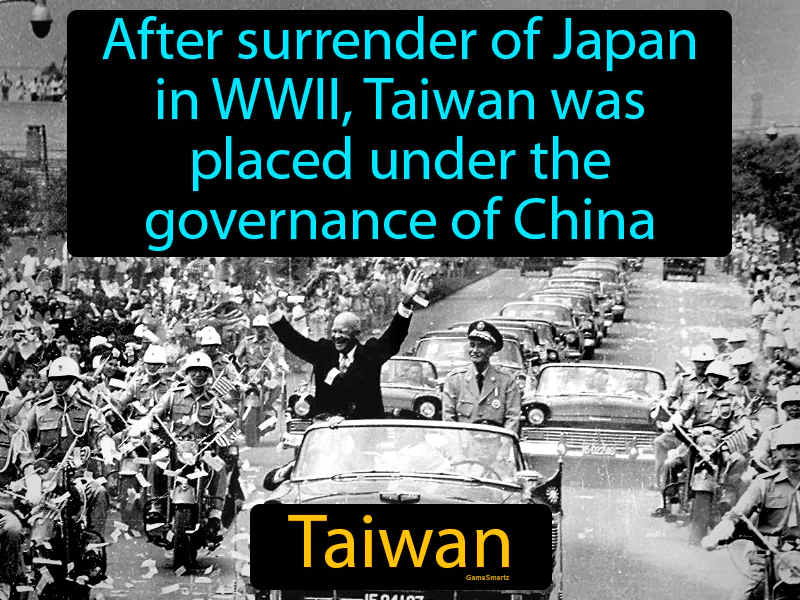 After surrender of Japan
in WWII, Taiwan was
placed under the
governance of China
Taiwan
GameSmartz